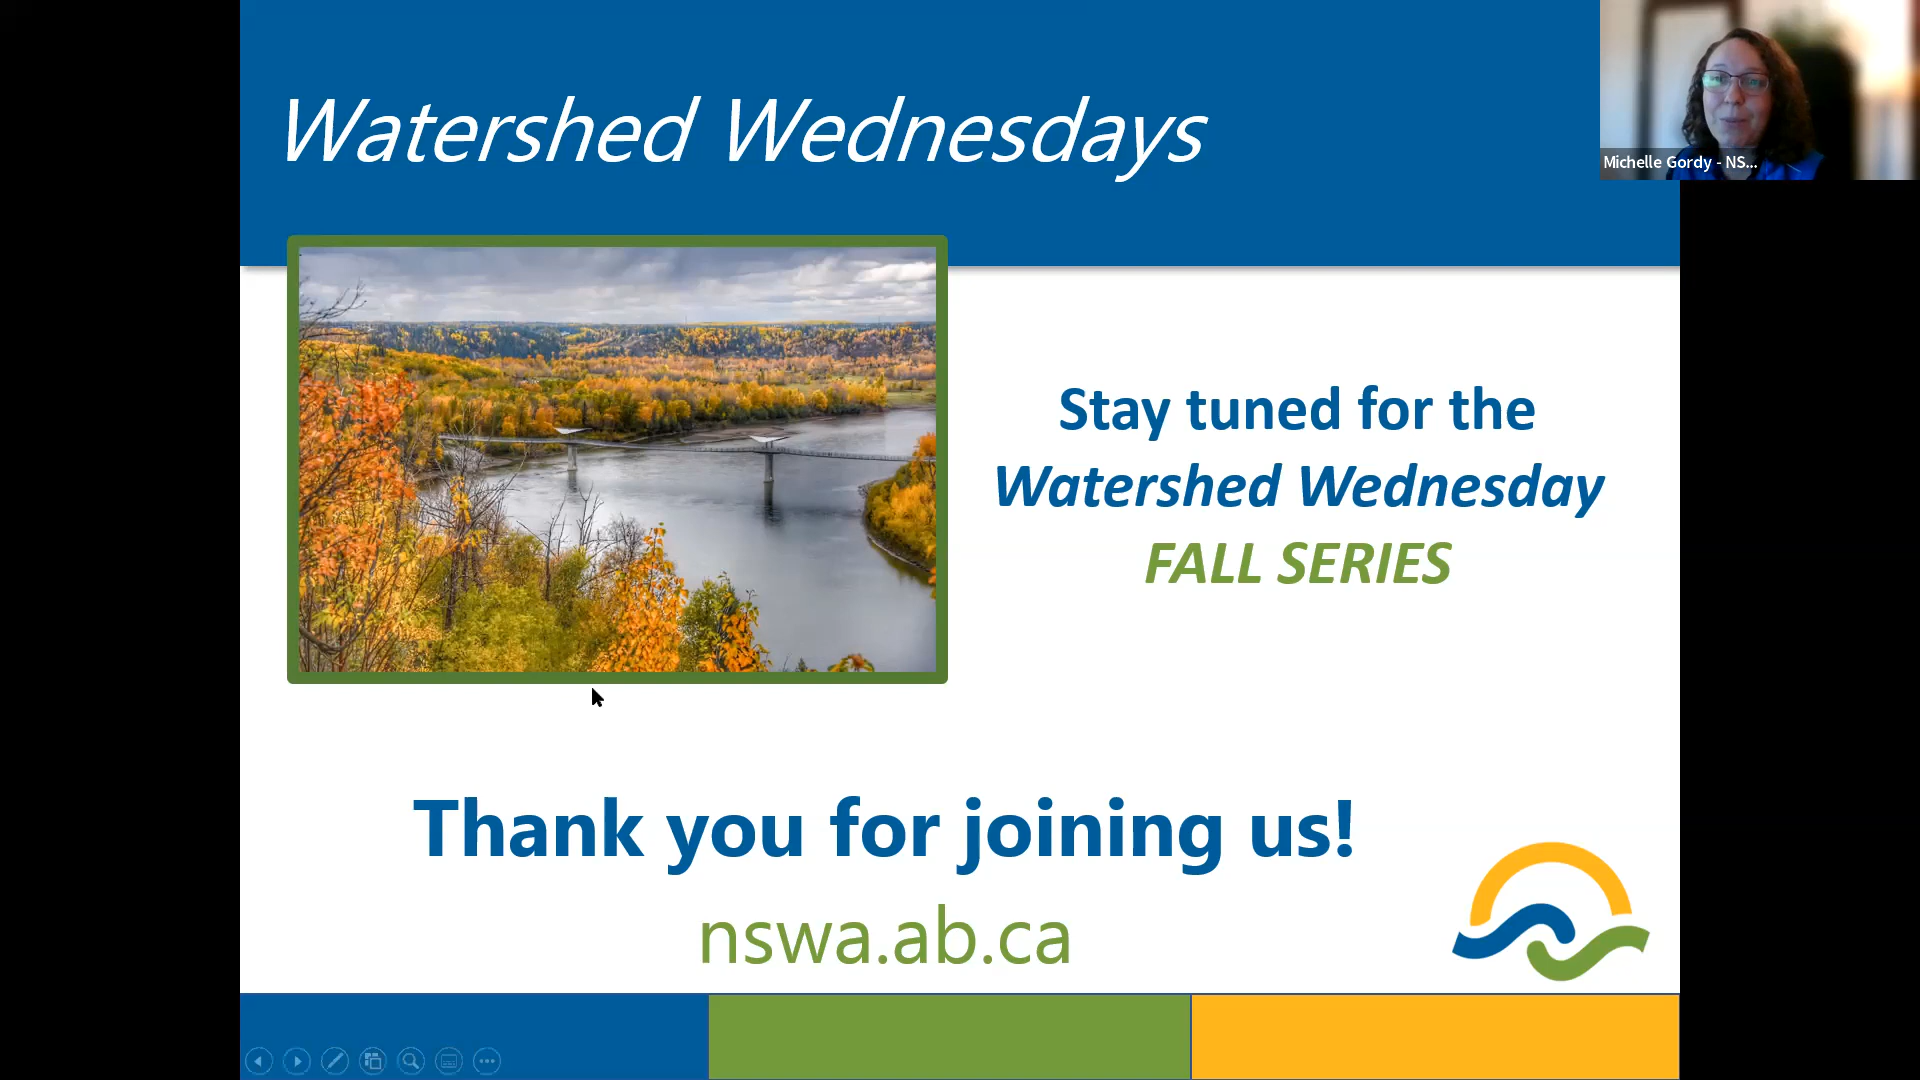 Watershed Wednesdays
Michelle Gordy - NS...
Stay tuned for the
Watershed Wednesday
FALL SERIES
Thank you for joining us!
nswa.ab.ca